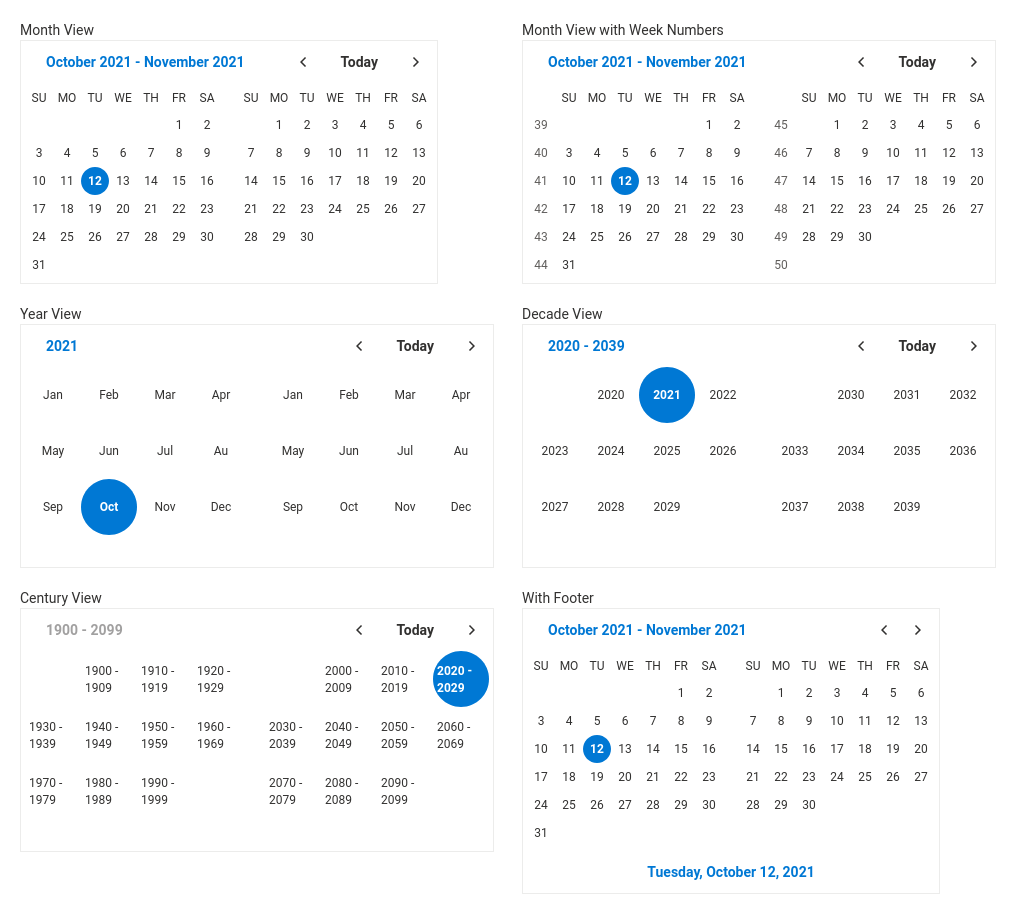 Month View
October 2021 - November 2021 Today
SU MO TU WE TH FR SA SU MO TU WE TH FR SA
1 2 1 2 3 4 5 6
3 4 5 6 7 8 9 7 8 9 10 11 12 13
10 11 12 13 14 15 16 14 15 16 17 18 19 20
17 18 19 20 21 22 23 21 22 23 24 25 26 27
24 25 26 27 28 29 30 28 29 30
31
Month View with Week Numbers
October 2021 - November 2021 Today
SU MO TU WE TH FR SA SU MO TU WE TH FR SA
39 1 2 45 1 2 3 4 5 6
40 3 4 5 6 7 8 9 46 7 8 9 10 11 12 13
41 10 11 12 13 14 15 16 47 14 15 16 17 18 19 20
42 17 18 19 20 21 22 23 48 21 22 23 24 25 26 27
43 24 25 26 27 28 29 30 49 28 29 30
44 31 50
Year View
2021 Today
Jan Feb Mar Apr Jan Feb Mar Apr
May Jun Jul Au May Jun Jul Au
Sep Oct Nov Dec Sep Oct Nov Dec
Decade View
2020 - 2039 Today
2020 2021 2022 2030 2031 2032
2023 2024 2025 2026 2033 2034 2035 2036
2027 2028 2029 2037 2038 2039
Century View
1900 - 2099 Today
1900 - 1910 - 1920 - 2000 - 2010 - 2020 -
1909 1919 1929 2009 2019 2029
1930 - 1940 - 1950 - 1960 - 2030 - 2040 - 2050 - 2060 -
1939 1949 1959 1969 2039 2049 2059 2069
1970 - 1980 - 1990 - 2070 - 2080 - 2090 -
1979 1989 1999 2079 2089 2099
With Footer
October 2021 - November 2021
SU MO TU WE TH FR SA SU MO TU WE TH FR SA
1 2 1 2 3 4 5 6
3 4 5 6 7 8 9 7 8 9 10 11 12 13
10 11 12 13 14 15 16 14 15 16 17 18 19 20
17 18 19 20 21 22 23 21 22 23 24 25 26 27
24 25 26 27 28 29 30 28 29 30
31
Tuesday, October 12, 2021